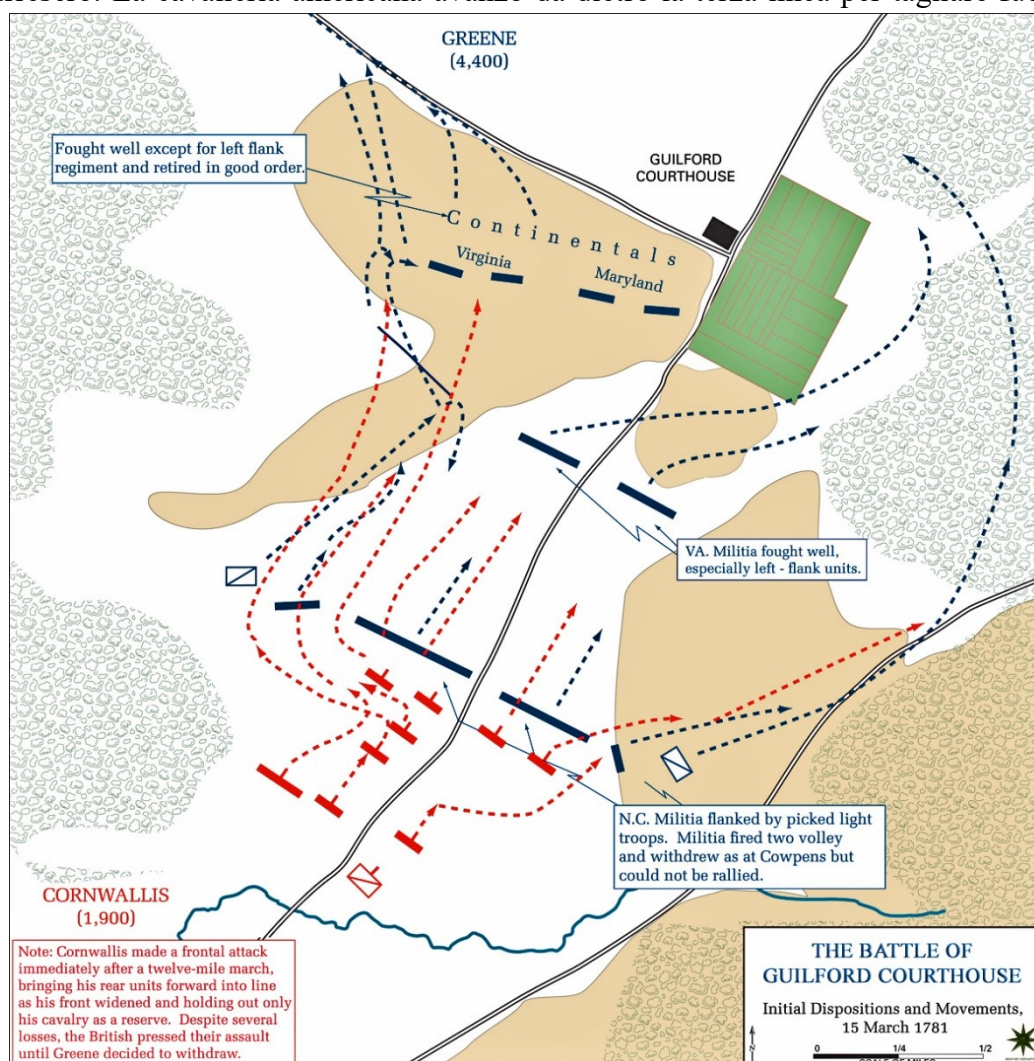 GREENE
(4,400)
Fought well except for left flank
regiment and retired in good order.
GUILFORD
COURTHOUSE
Continentals
Virginia
Maryland
VA. Militia fought well,
especially left - flank units.
N.C. Militia flanked by picked light
troops. Militia fired two volley
and withdrew as at Cowpens but
could not be rallied.
CORNWALLIS
(1,900)
Note: Cornwallis made a frontal attack
immediately after a twelve-mile march,
bringing his rear units forward into line
as his front widened and holding out only
his cavalry as a reserve. Despite several
losses, the British pressed their assault
until Greene decided to withdraw.
THE BATTLE OF
GUILFORD COURTHOUSE
Initial Dispositions and Movements,
15 March 1781
N
0 1/4 1/2
SCALE OF MILES